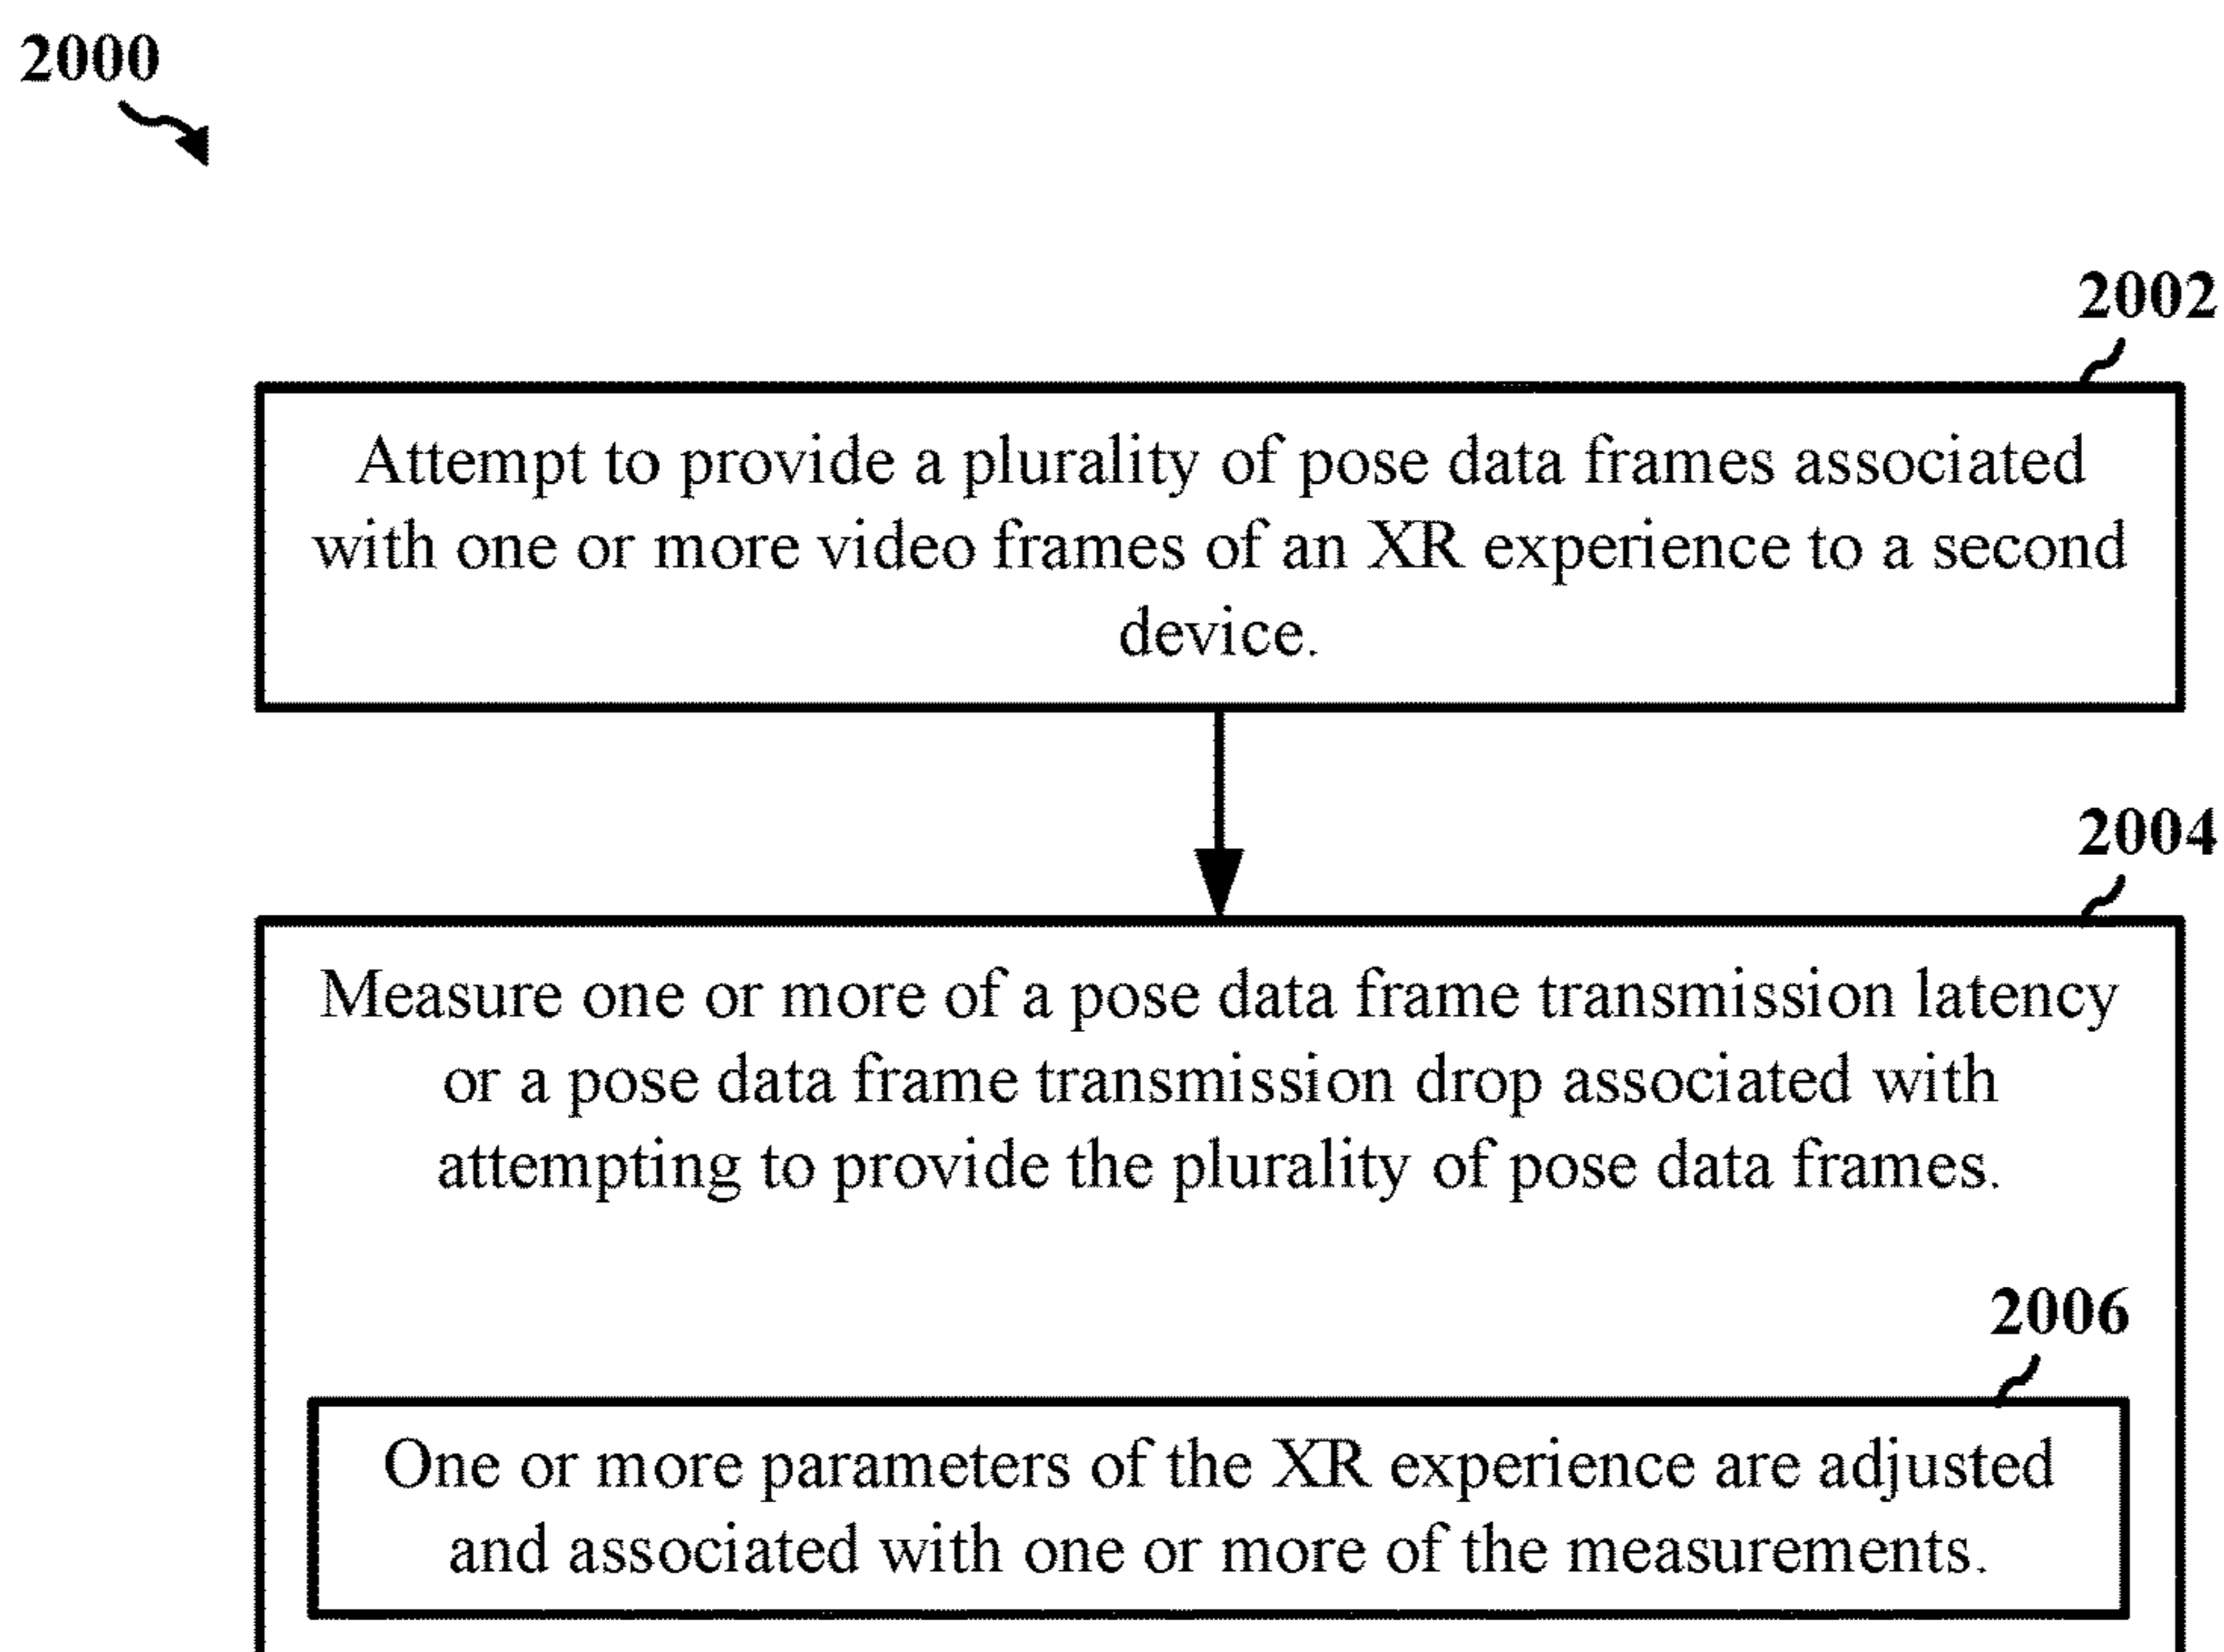 2000
2002
Attempt to provide a plurality of pose data frames associated
with one or more video frames of an XR experience to a second
device.
2004
Measure one or more of a pose data frame transmission latency
or a pose data frame transmission drop associated with
attempting to provide the plurality of pose data frames.
2006
One or more parameters of the XR experience are adjusted
and associated with one or more of the measurements.